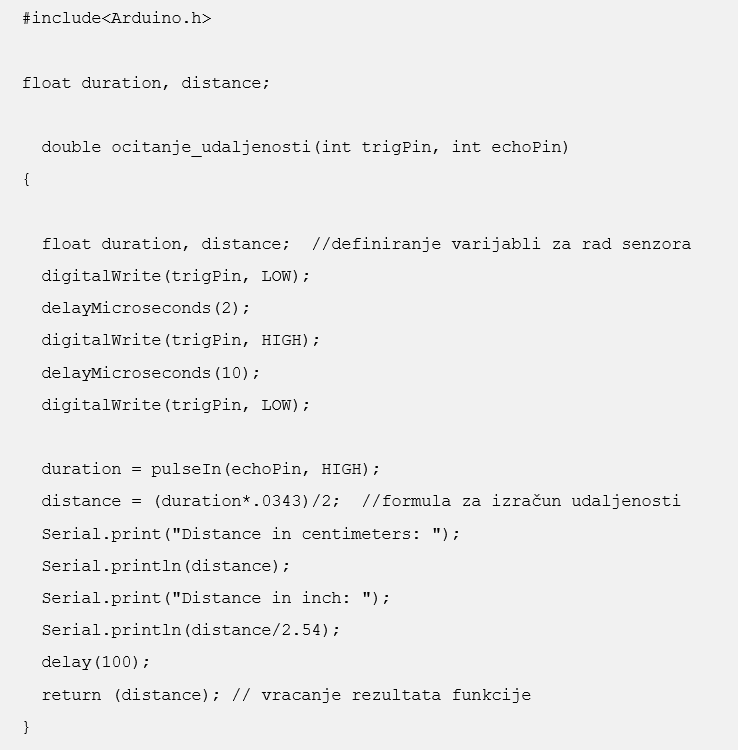 #include<Arduino.h>
float duration, distance;
double ocitanje_udaljenosti(int trigPin, int echoPin)
{
float duration, distance;  //definiranje varijabli za rad senzora
digitalWrite(trigPin, LOW);
delayMicroseconds(2);
digitalWrite(trigPin, HIGH);
delayMicroseconds(10);
digitalWrite(trigPin, LOW);
duration = pulseIn(echoPin, HIGH);
distance = (duration*.0343)/2;  //formula za izračun udaljenosti
Serial.print("Distance in centimeters: ");
Serial.println(distance);
Serial.print("Distance in inch: ");
Serial.println(distance/2.54);
delay(100);
return (distance); // vracanje rezultata funkcije
}